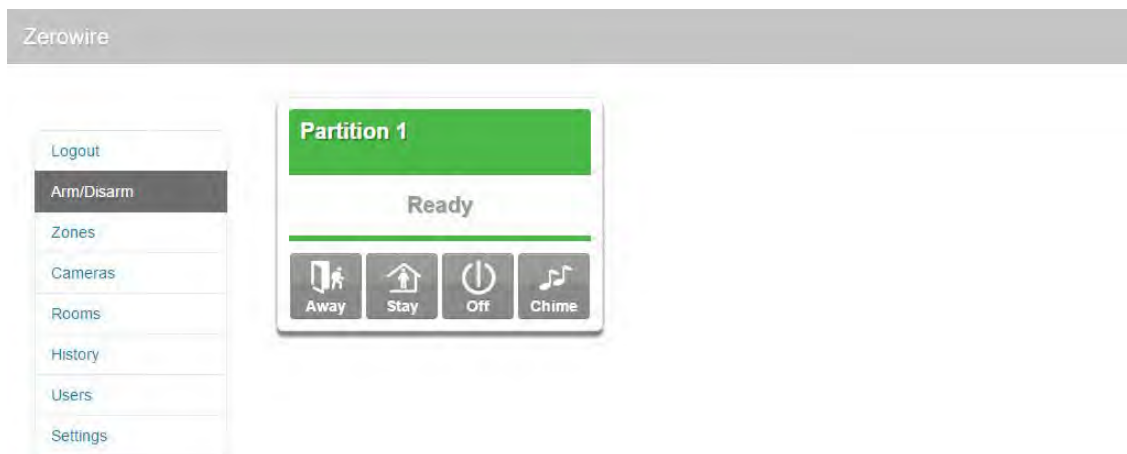 Zerowire
Logout
Arm/Disarm
Zones
Cameras
Rooms
History
Users
Settings
Partition 1
Ready
Away Stay Off Chime